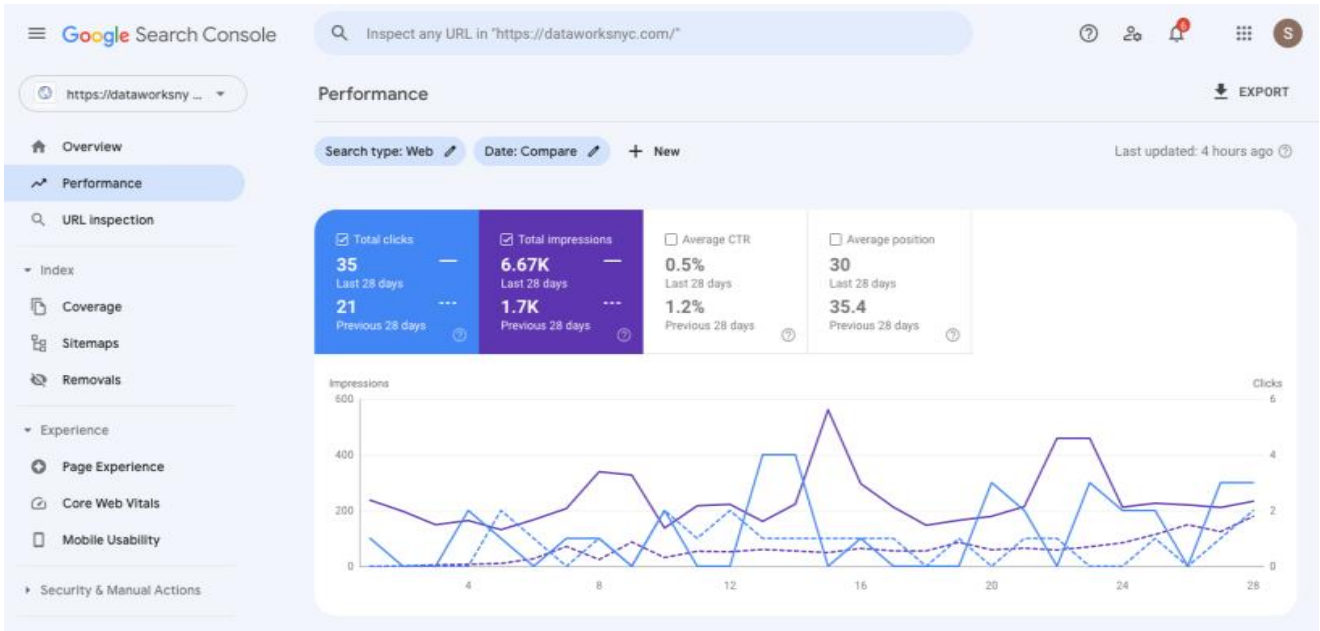 Google Search Console
Inspect any URL in "https://dataworksnyc.com/"
6
S
https://dataworksny ...
Performance
EXPORT
Overview
Performance
URL inspection
Index
Coverage
Sitemaps
Removals
Experience
Page Experience
Core Web Vitals
Mobile Usability
Security & Manual Actions
Search type: Web
Date: Compare
+ New
Last updated: 4 hours ago
Total clicks
35
Last 28 days
21
Previous 28 days
Total impressions
6.67K
Last 28 days
1.7K
Previous 28 days
Average CTR
0.5%
Last 28 days
1.2%
Previous 28 days
Average position
30
Last 28 days
35.4
Previous 28 days
Impressions
Clicks
600
400
200
0
6
4
2
0
4 8 12 16 20 24 28